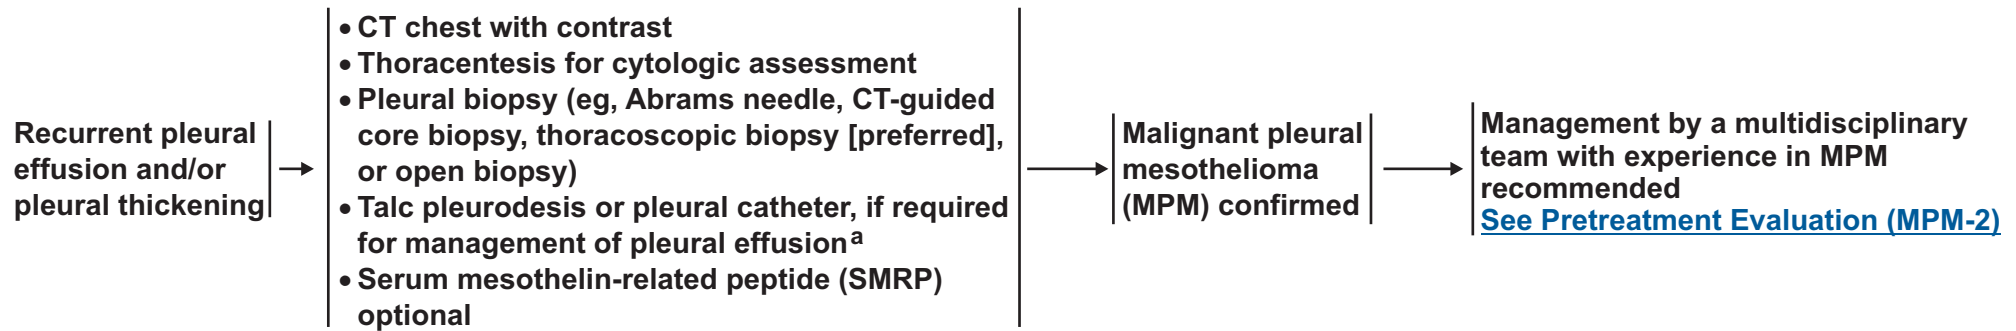 Recurrent pleural
effusion and/or
pleural thickening
• CT chest with contrast
• Thoracentesis for cytologic assessment
• Pleural biopsy (eg, Abrams needle, CT-guided
core biopsy, thoracoscopic biopsy [preferred],
or open biopsy)
• Talc pleurodesis or pleural catheter, if required
for management of pleural effusion a
• Serum mesothelin-related peptide (SMRP)
optional
Malignant pleural
mesothelioma
(MPM) confirmed
Management by a multidisciplinary
team with experience in MPM
recommended
See Pretreatment Evaluation (MPM-2)